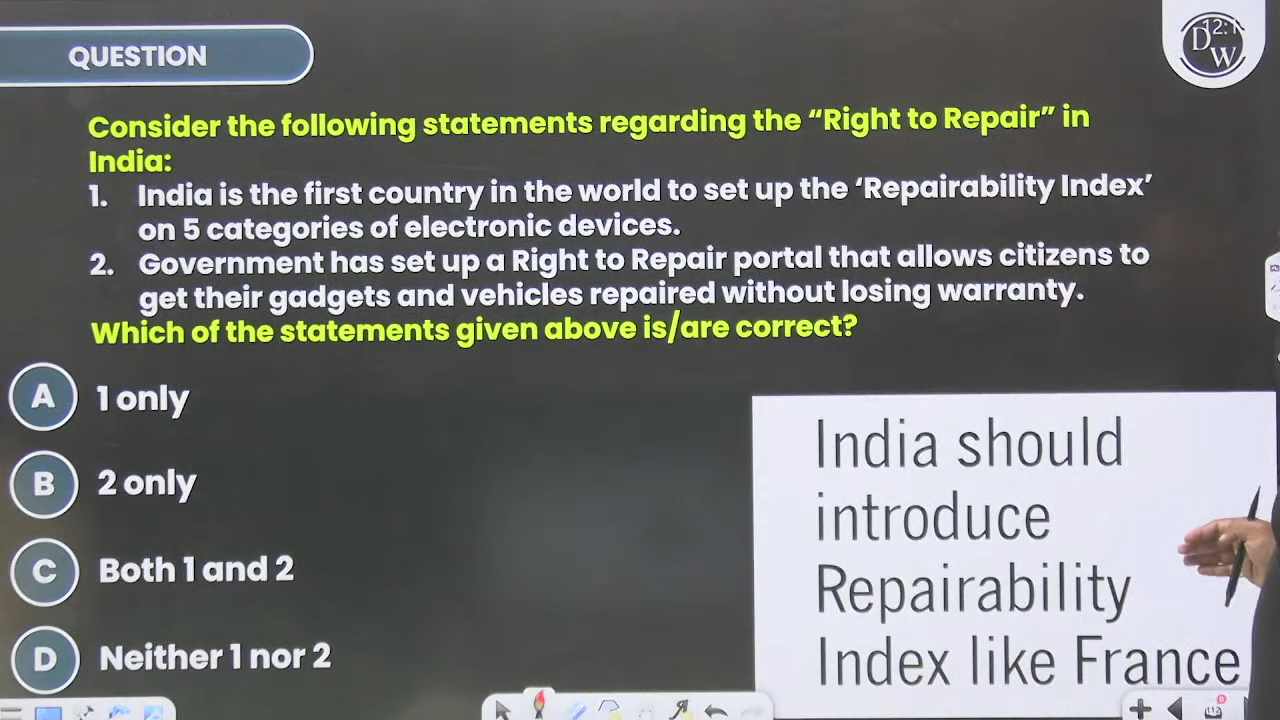 QUESTION
12:1
D
W
Consider the following statements regarding the “Right to Repair” in
India:
1. India is the first country in the world to set up the ‘Repairability Index’
on 5 categories of electronic devices.
2. Government has set up a Right to Repair portal that allows citizens to
get their gadgets and vehicles repaired without losing warranty.
Which of the statements given above is/are correct?
A 1 only
B 2 only
C Both 1 and 2
D Neither 1 nor 2
India should
introduce
Repairability
Index like France